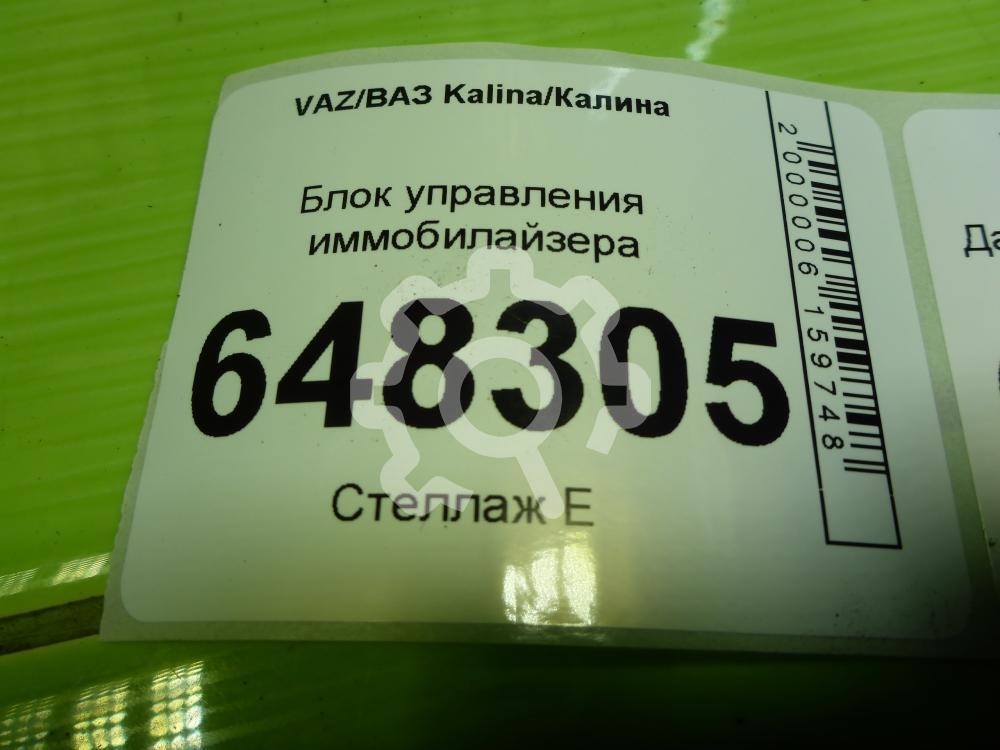 VAZ/ВАЗ Kalina/Калина
Блок управления
иммобилайзера
648305
Стеллаж Е
2000006159748